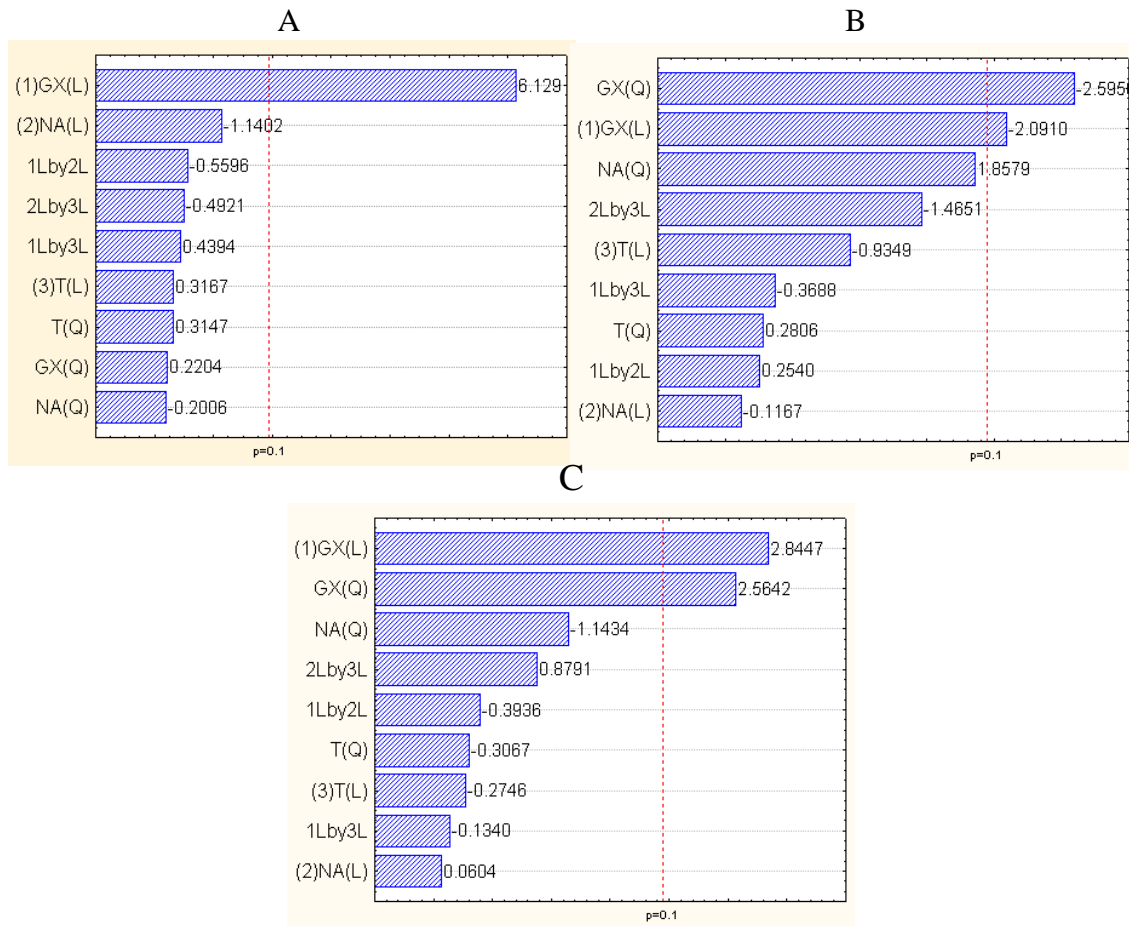 A
(1)GX(L) 6.129
(2)NA(L) -1.1402
1Lby2L -0.5596
2Lby3L -0.4921
1Lby3L 0.4394
(3)T(L) 0.3167
T(Q) 0.3147
GX(Q) 0.2204
NA(Q) -0.2006
p=0.1
B
GX(Q) -2.5950
(1)GX(L) -2.0910
NA(Q) 1.8579
2Lby3L -1.4651
(3)T(L) -0.9349
1Lby3L -0.3688
T(Q) 0.2806
1Lby2L 0.2540
(2)NA(L) -0.1167
p=0.1
C
(1)GX(L) 2.8447
GX(Q) 2.5642
NA(Q) -1.1434
2Lby3L 0.8791
1Lby2L -0.3936
T(Q) -0.3067
(3)T(L) -0.2746
1Lby3L -0.1340
(2)NA(L) 0.0604
p=0.1